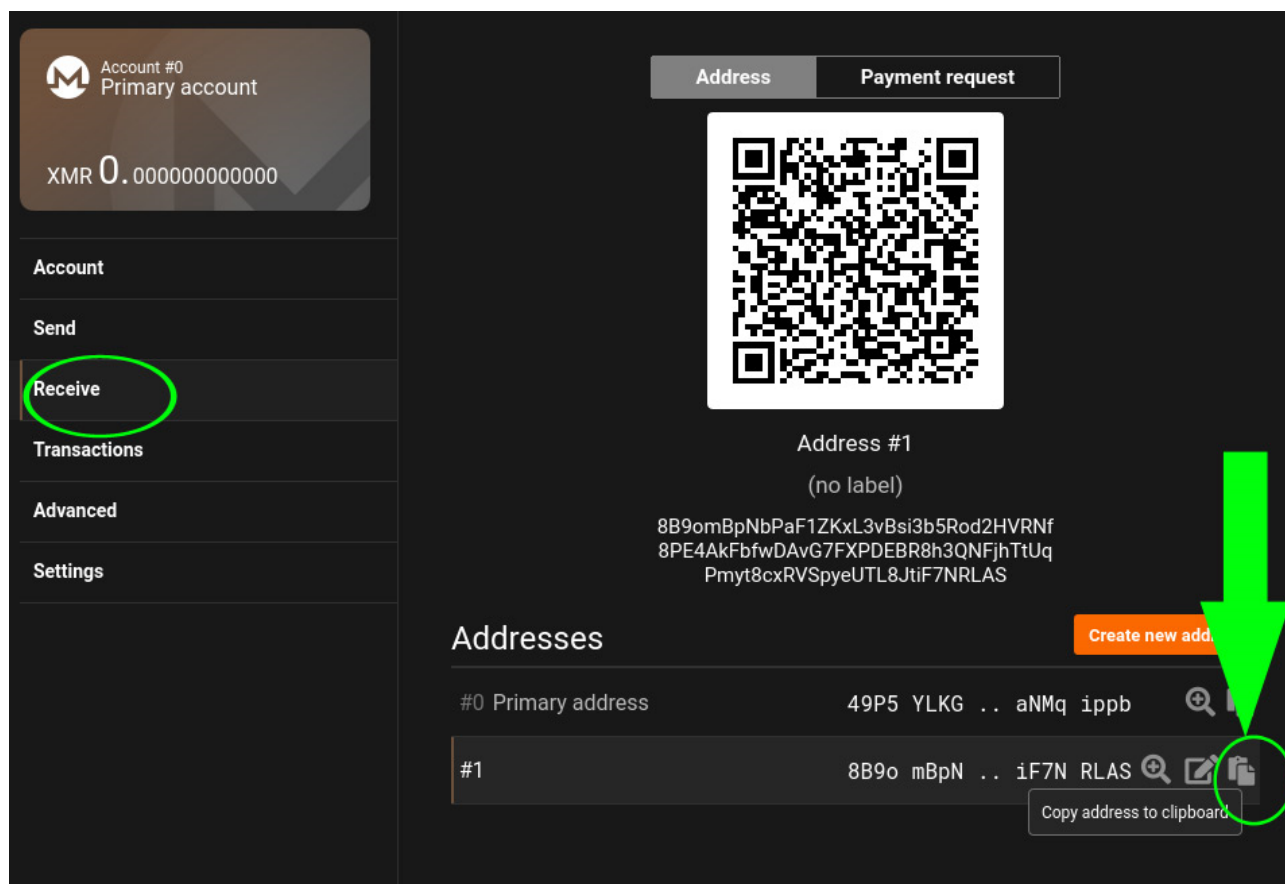 Account #0
Primary account
XMR 0.000000000000
Account
Send
Receive
Transactions
Advanced
Settings
Address
Payment request
Address #1
(no label)
8B9omBpNbPaF1ZKxL3vBsi3b5Rod2HVRNf
8PE4AkFbfwDAvG7FXPDEBR8h3QNFjhTtUq
Pmyt8cxRVSpyeUTL8JtiF7NRLAS
Addresses
Create new
#0 Primary address 49P5 YLKG .. aNMq ippb
#1 8B9o mBpN .. iF7N RLAS
Copy address to clipboard